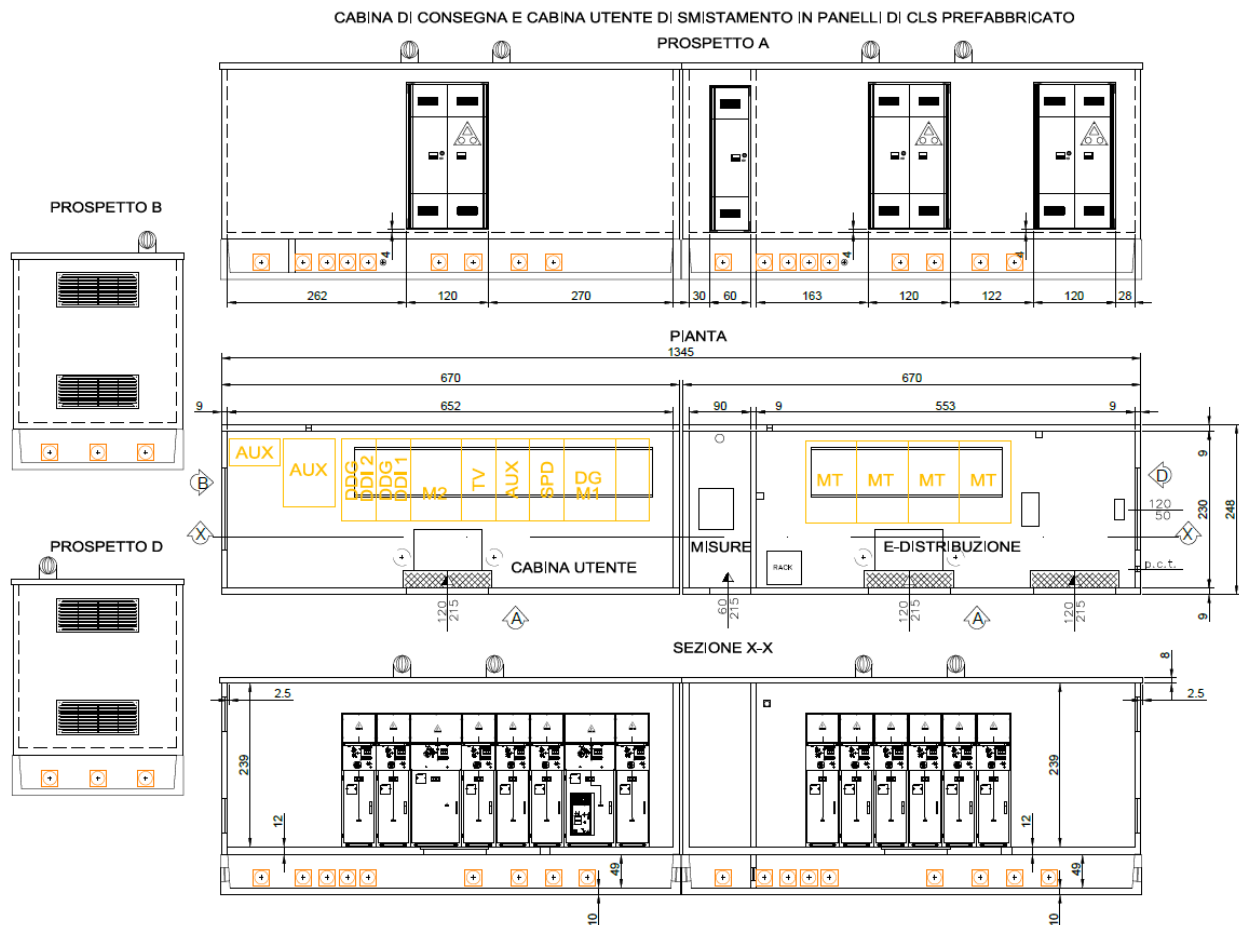 CABINA DI CONSEGNA E CABINA UTENTE DI SMISTAMENTO IN PANELLI DI CLS PREFABBRICATO
PROSPETTO A
4 4 4
262 120 270 30 60 163 120 122 120 28
PROSPETTO B
PIANTA
1345
670 670
9 652 90 9 553 9
AUX AUX DDG DDI 2 DDG DDI 1 M2 TV AUX SPD DG M1
MT MT MT MT
B D
X X
120
50
9 230 248 9
MISURE E-DISTRIBUZIONE
CABINA UTENTE
RACK
p.c.t.
120
215
60
215
120
215
120
215
A A
PROSPETTO D
SEZIONE X-X
8
2.5 2.5
239 239
12 12
49 49
10 10